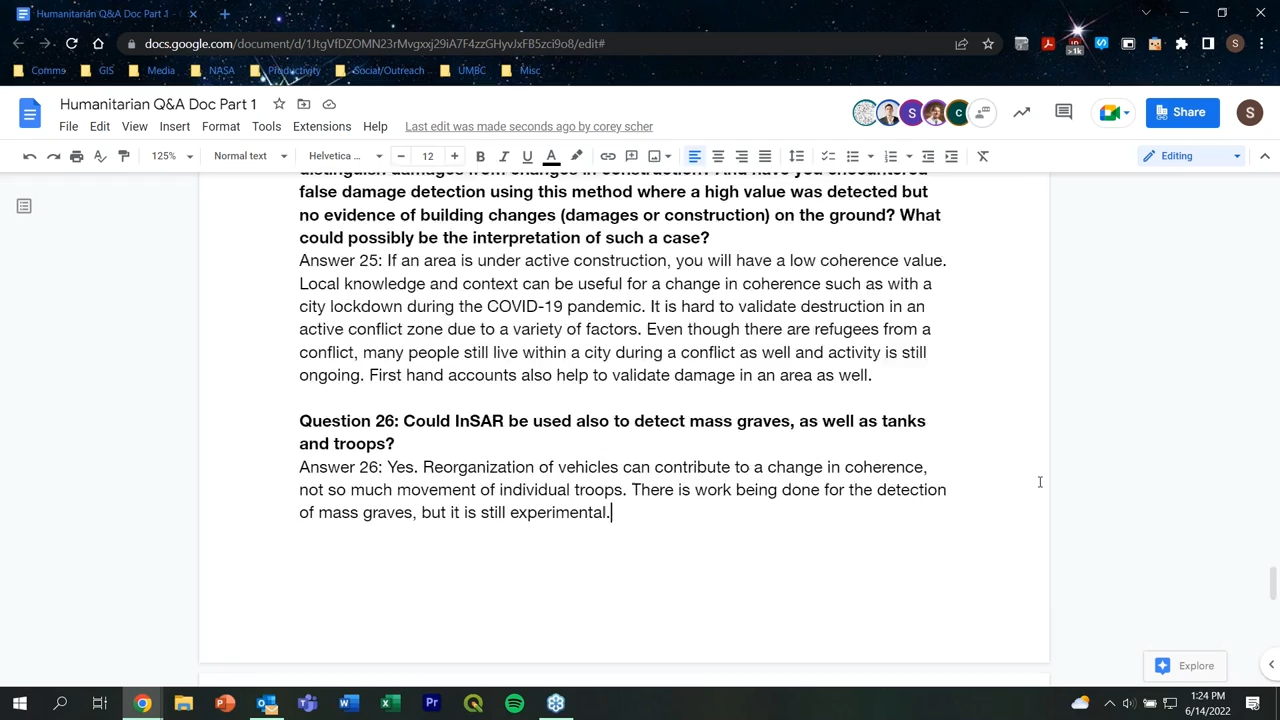 Humanitarian Q&A Doc Part 1
docs.google.com/document/d/1JtgVfDZOMN23rMvgxxj29iA7F4zzGHyvJxFB5zci9o8/edit#
>1k
S
Comms GIS Media NASA Productivity Social/Outreach UMBC Misc
Humanitarian Q&A Doc Part 1
S C Share S
File Edit View Insert Format Tools Extensions Help Last edit was made seconds ago by corey scher
125% Normal text Helvetica ... 12 B I U A Editing
distinguish damages from changes in construction? And have you encountered
false damage detection using this method where a high value was detected but
no evidence of building changes (damages or construction) on the ground? What
could possibly be the interpretation of such a case?
Answer 25: If an area is under active construction, you will have a low coherence value.
Local knowledge and context can be useful for a change in coherence such as with a
city lockdown during the COVID-19 pandemic. It is hard to validate destruction in an
active conflict zone due to a variety of factors. Even though there are refugees from a
conflict, many people still live within a city during a conflict as well and activity is still
ongoing. First hand accounts also help to validate damage in an area as well.
Question 26: Could InSAR be used also to detect mass graves, as well as tanks
and troops?
Answer 26: Yes. Reorganization of vehicles can contribute to a change in coherence,
not so much movement of individual troops. There is work being done for the detection
of mass graves, but it is still experimental.
Explore
1:24 PM
6/14/2022